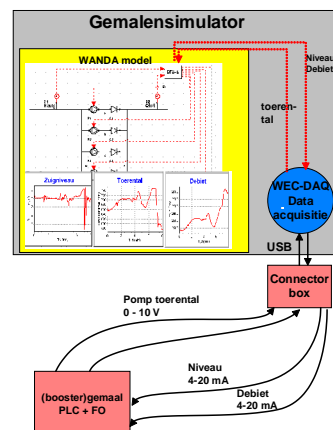 Gemalensimulator
WANDA model
Niveau
Debiet
toeren-
tal
Zuigniveau
Toerental
Debiet
WEC-DAQ
Data
acquisitie
USB
Connector
box
Pomp toerental
0 - 10 V
Niveau
4-20 mA
Debiet
4-20 mA
(booster)gemaal
PLC + FO